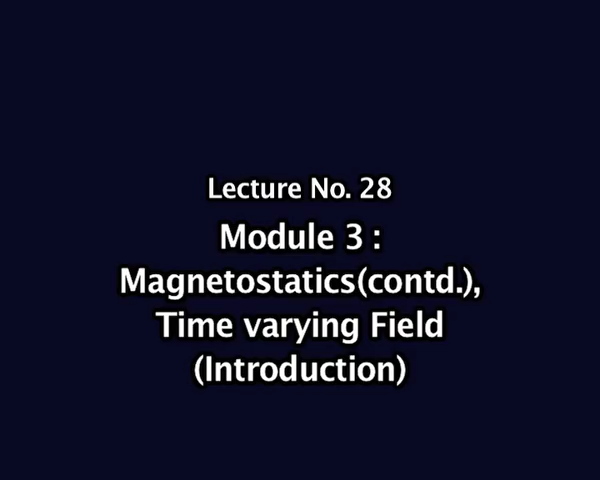 Lecture No. 28
Module 3 :
Magnetostatics(contd.),
Time varying Field
(Introduction)